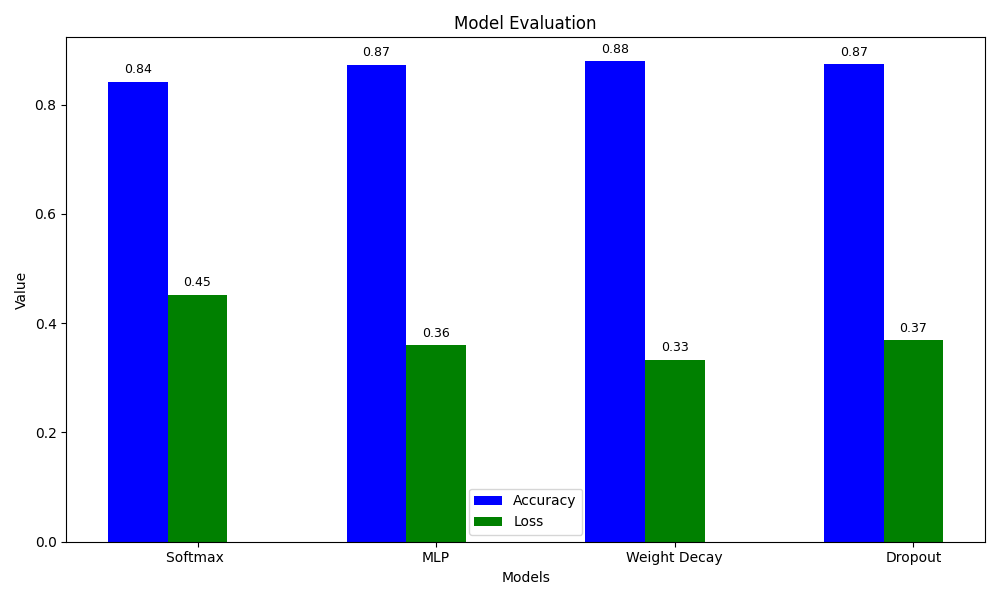 Model Evaluation
0.84
0.45
0.87
0.36
0.88
0.33
0.87
0.37
0.8
0.6
0.4
0.2
0.0
Value
Accuracy
Loss
Softmax
MLP
Weight Decay
Dropout
Models